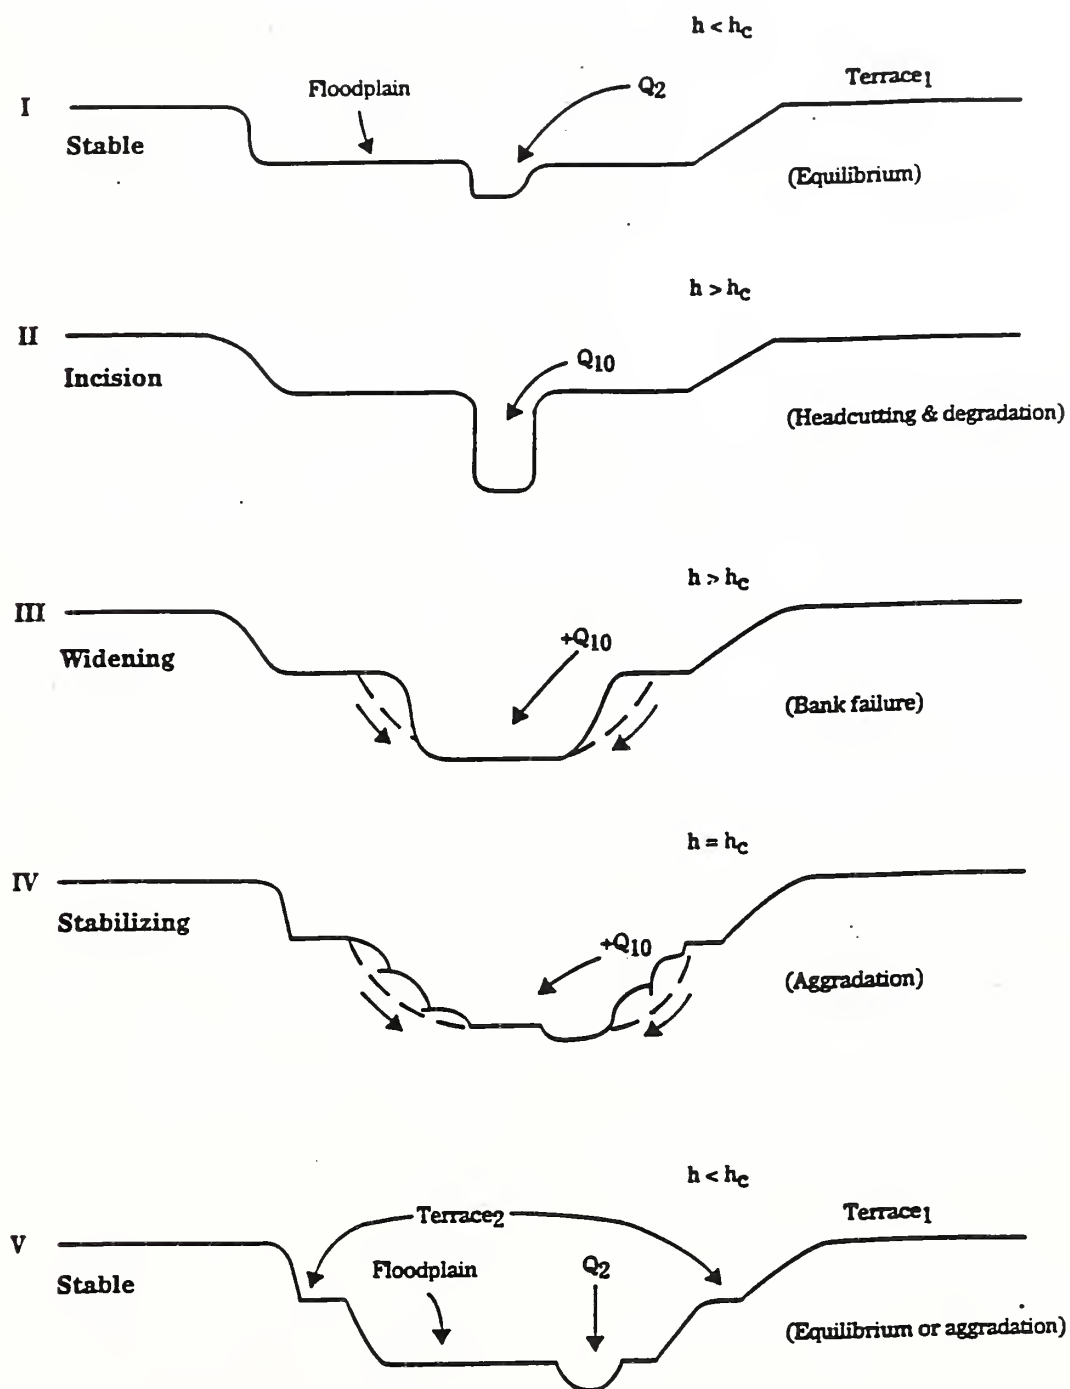 h < hc
Floodplain
Q2
Terrace1
I
Stable
(Equilibrium)
h > hc
II
Q10
Incision
(Headcutting & degradation)
h > hc
III
+Q10
Widening
(Bank failure)
h = hc
IV
Stabilizing
+Q10
(Aggradation)
h < hc
Terrace2
Terrace1
V
Floodplain
Q2
Stable
(Equilibrium or aggradation)